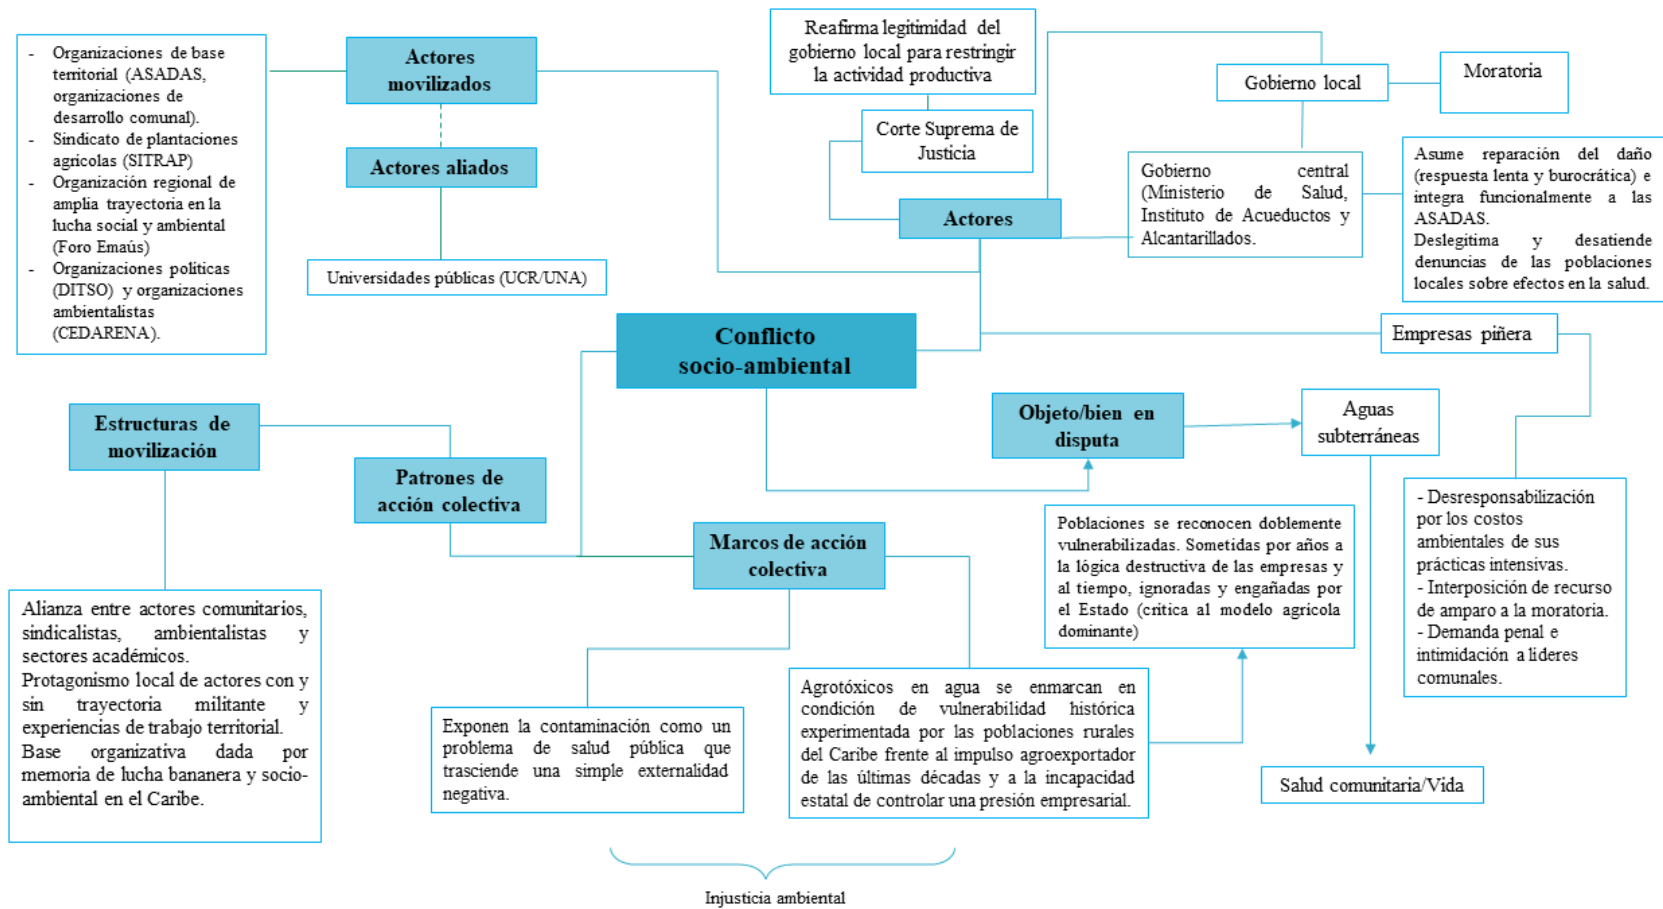 - Organizaciones de base
territorial (ASADAS,
organizaciones de
desarrollo comunal).
- Sindicato de plantaciones
agrícolas (SITRAP)
- Organización regional de
amplia trayectoria en la
lucha social y ambiental
(Foro Emaús)
- Organizaciones políticas
(DITSO) y organizaciones
ambientalistas
(CEDARENA).
Actores
movilizados
Actores aliados
Universidades públicas (UCR/UNA)
Reafirma legitimidad del
gobierno local para restringir
la actividad productiva
Corte Suprema de
Justicia
Actores
Gobierno local
Moratoria
Gobierno central
(Ministerio de Salud,
Instituto de Acueductos y
Alcantarillados.
Asume reparación del daño
(respuesta lenta y burocrática) e
integra funcionalmente a las
ASADAS.
Deslegitima y desatiende
denuncias de las poblaciones
locales sobre efectos en la salud.
Conflicto
socio-ambiental
Empresas piñera
Objeto/bien en
disputa
Aguas
subterráneas
Estructuras de
movilización
Patrones de
acción colectiva
Marcos de acción
colectiva
Poblaciones se reconocen doblemente
vulnerabilizadas. Sometidas por años a
la lógica destructiva de las empresas y
al tiempo, ignoradas y engañadas por
el Estado (critica al modelo agrícola
dominante)
- Desresponsabilización
por los costos
ambientales de sus
prácticas intensivas.
- Interposición de recurso
de amparo a la moratoria.
- Demanda penal e
intimidación a líderes
comunales.
Alianza entre actores comunitarios,
sindicalistas, ambientalistas y
sectores académicos.
Protagonismo local de actores con y
sin trayectoria militante y
experiencias de trabajo territorial.
Base organizativa dada por
memoria de lucha bananera y socio-
ambiental en el Caribe.
Exponen la contaminación como un
problema de salud pública que
trasciende una simple externalidad
negativa.
Agrotóxicos en agua se enmarcan en
condición de vulnerabilidad histórica
experimentada por las poblaciones rurales
del Caribe frente al impulso agroexportador
de las últimas décadas y a la incapacidad
estatal de controlar una presión empresarial.
Salud comunitaria/Vida
Injusticia ambiental